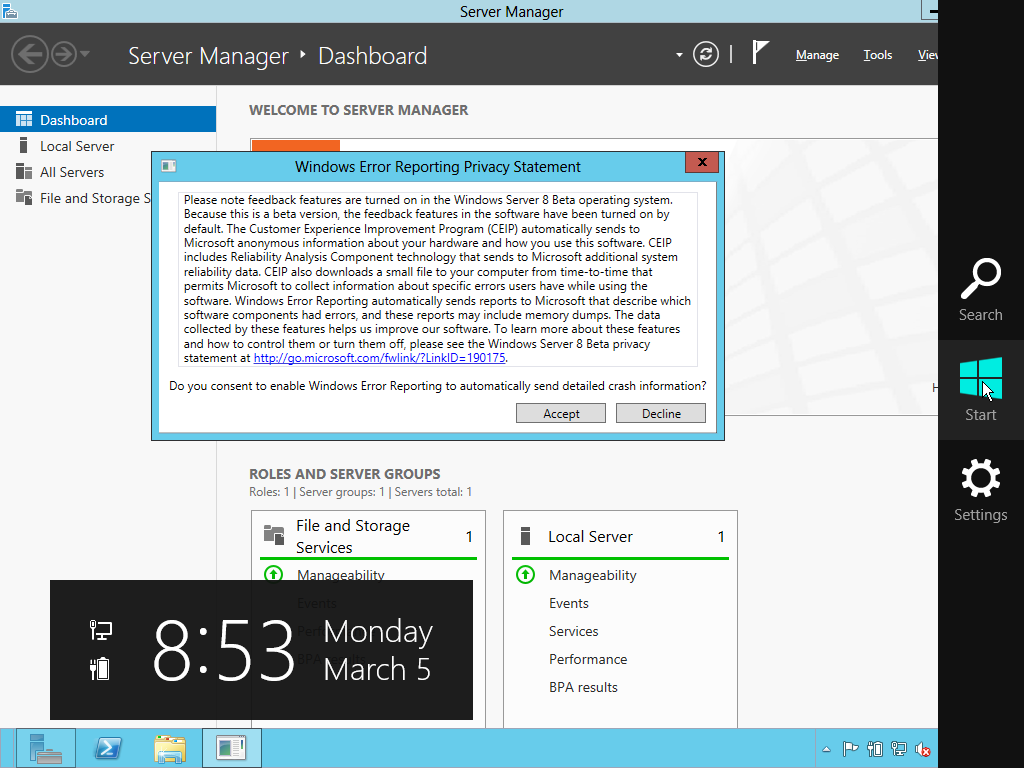 Server Manager
Server Manager ‣ Dashboard
Manage Tools View
Dashboard
Local Server
All Servers
File and Storage S
WELCOME TO SERVER MANAGER
Windows Error Reporting Privacy Statement
Please note feedback features are turned on in the Windows Server 8 Beta operating system.
Because this is a beta version, the feedback features in the software have been turned on by
default. The Customer Experience Improvement Program (CEIP) automatically sends to
Microsoft anonymous information about your hardware and how you use this software. CEIP
includes Reliability Analysis Component technology that sends to Microsoft additional system
reliability data. CEIP also downloads a small file to your computer from time-to-time that
permits Microsoft to collect information about specific errors users have while using the
software. Windows Error Reporting automatically sends reports to Microsoft that describe which
software components had errors, and these reports may include memory dumps. The data
collected by these features helps us improve our software. To learn more about these features
and how to control them or turn them off, please see the Windows Server 8 Beta privacy
statement at http://go.microsoft.com/fwlink/?LinkID=190175.
Do you consent to enable Windows Error Reporting to automatically send detailed crash information?
Accept Decline
H
Search
Start
Settings
ROLES AND SERVER GROUPS
Roles: 1 | Server groups: 1 | Servers total: 1
File and Storage
Services
1
Manageability
Events
Perf
BPA results
Local Server 1
Manageability
Events
Services
Performance
BPA results
8:53
Monday
March 5